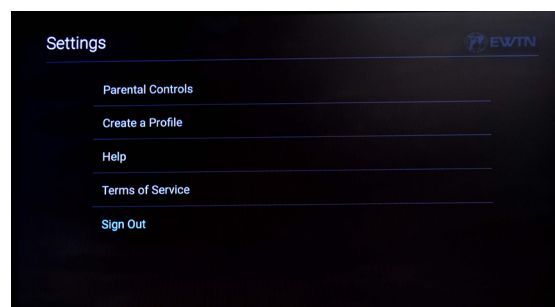 Settings
EWTN
Parental Controls
Create a Profile
Help
Terms of Service
Sign Out